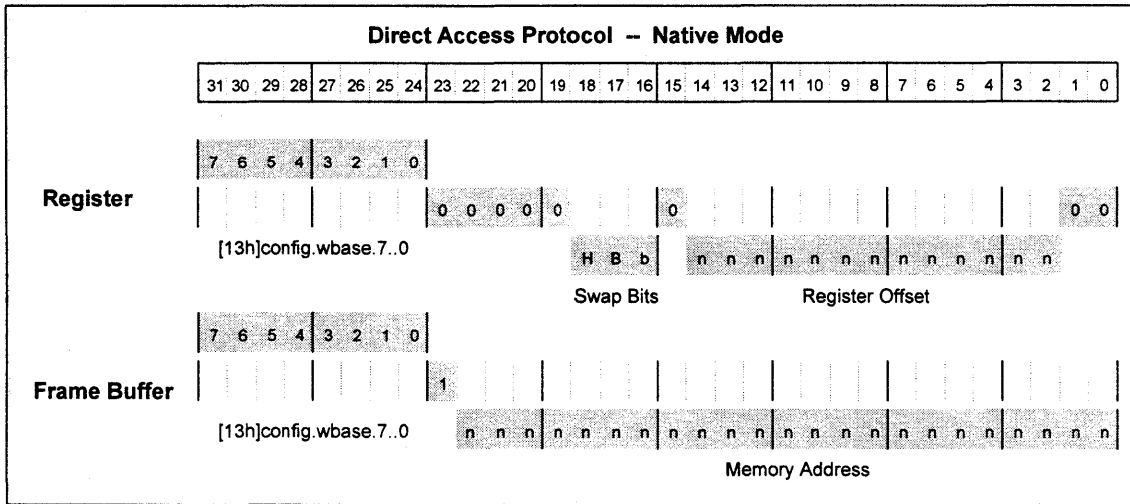 Direct Access Protocol -- Native Mode
31 30 29 28 27 26 25 24 23 22 21 20 19 18 17 16 15 14 13 12 11 10 9 8 7 6 5 4 3 2 1 0
7 6 5 4 3 2 1 0
Register
0 0 0 0 0 0 0 0
[13h]config.wbase.7..0
H B b n n n n n n n n n n n n n
Swap Bits
Register Offset
7 6 5 4 3 2 1 0
Frame Buffer
1
[13h]config.wbase.7..0
n n n n n n n n n n n n n n n n n n n n n n n
Memory Address